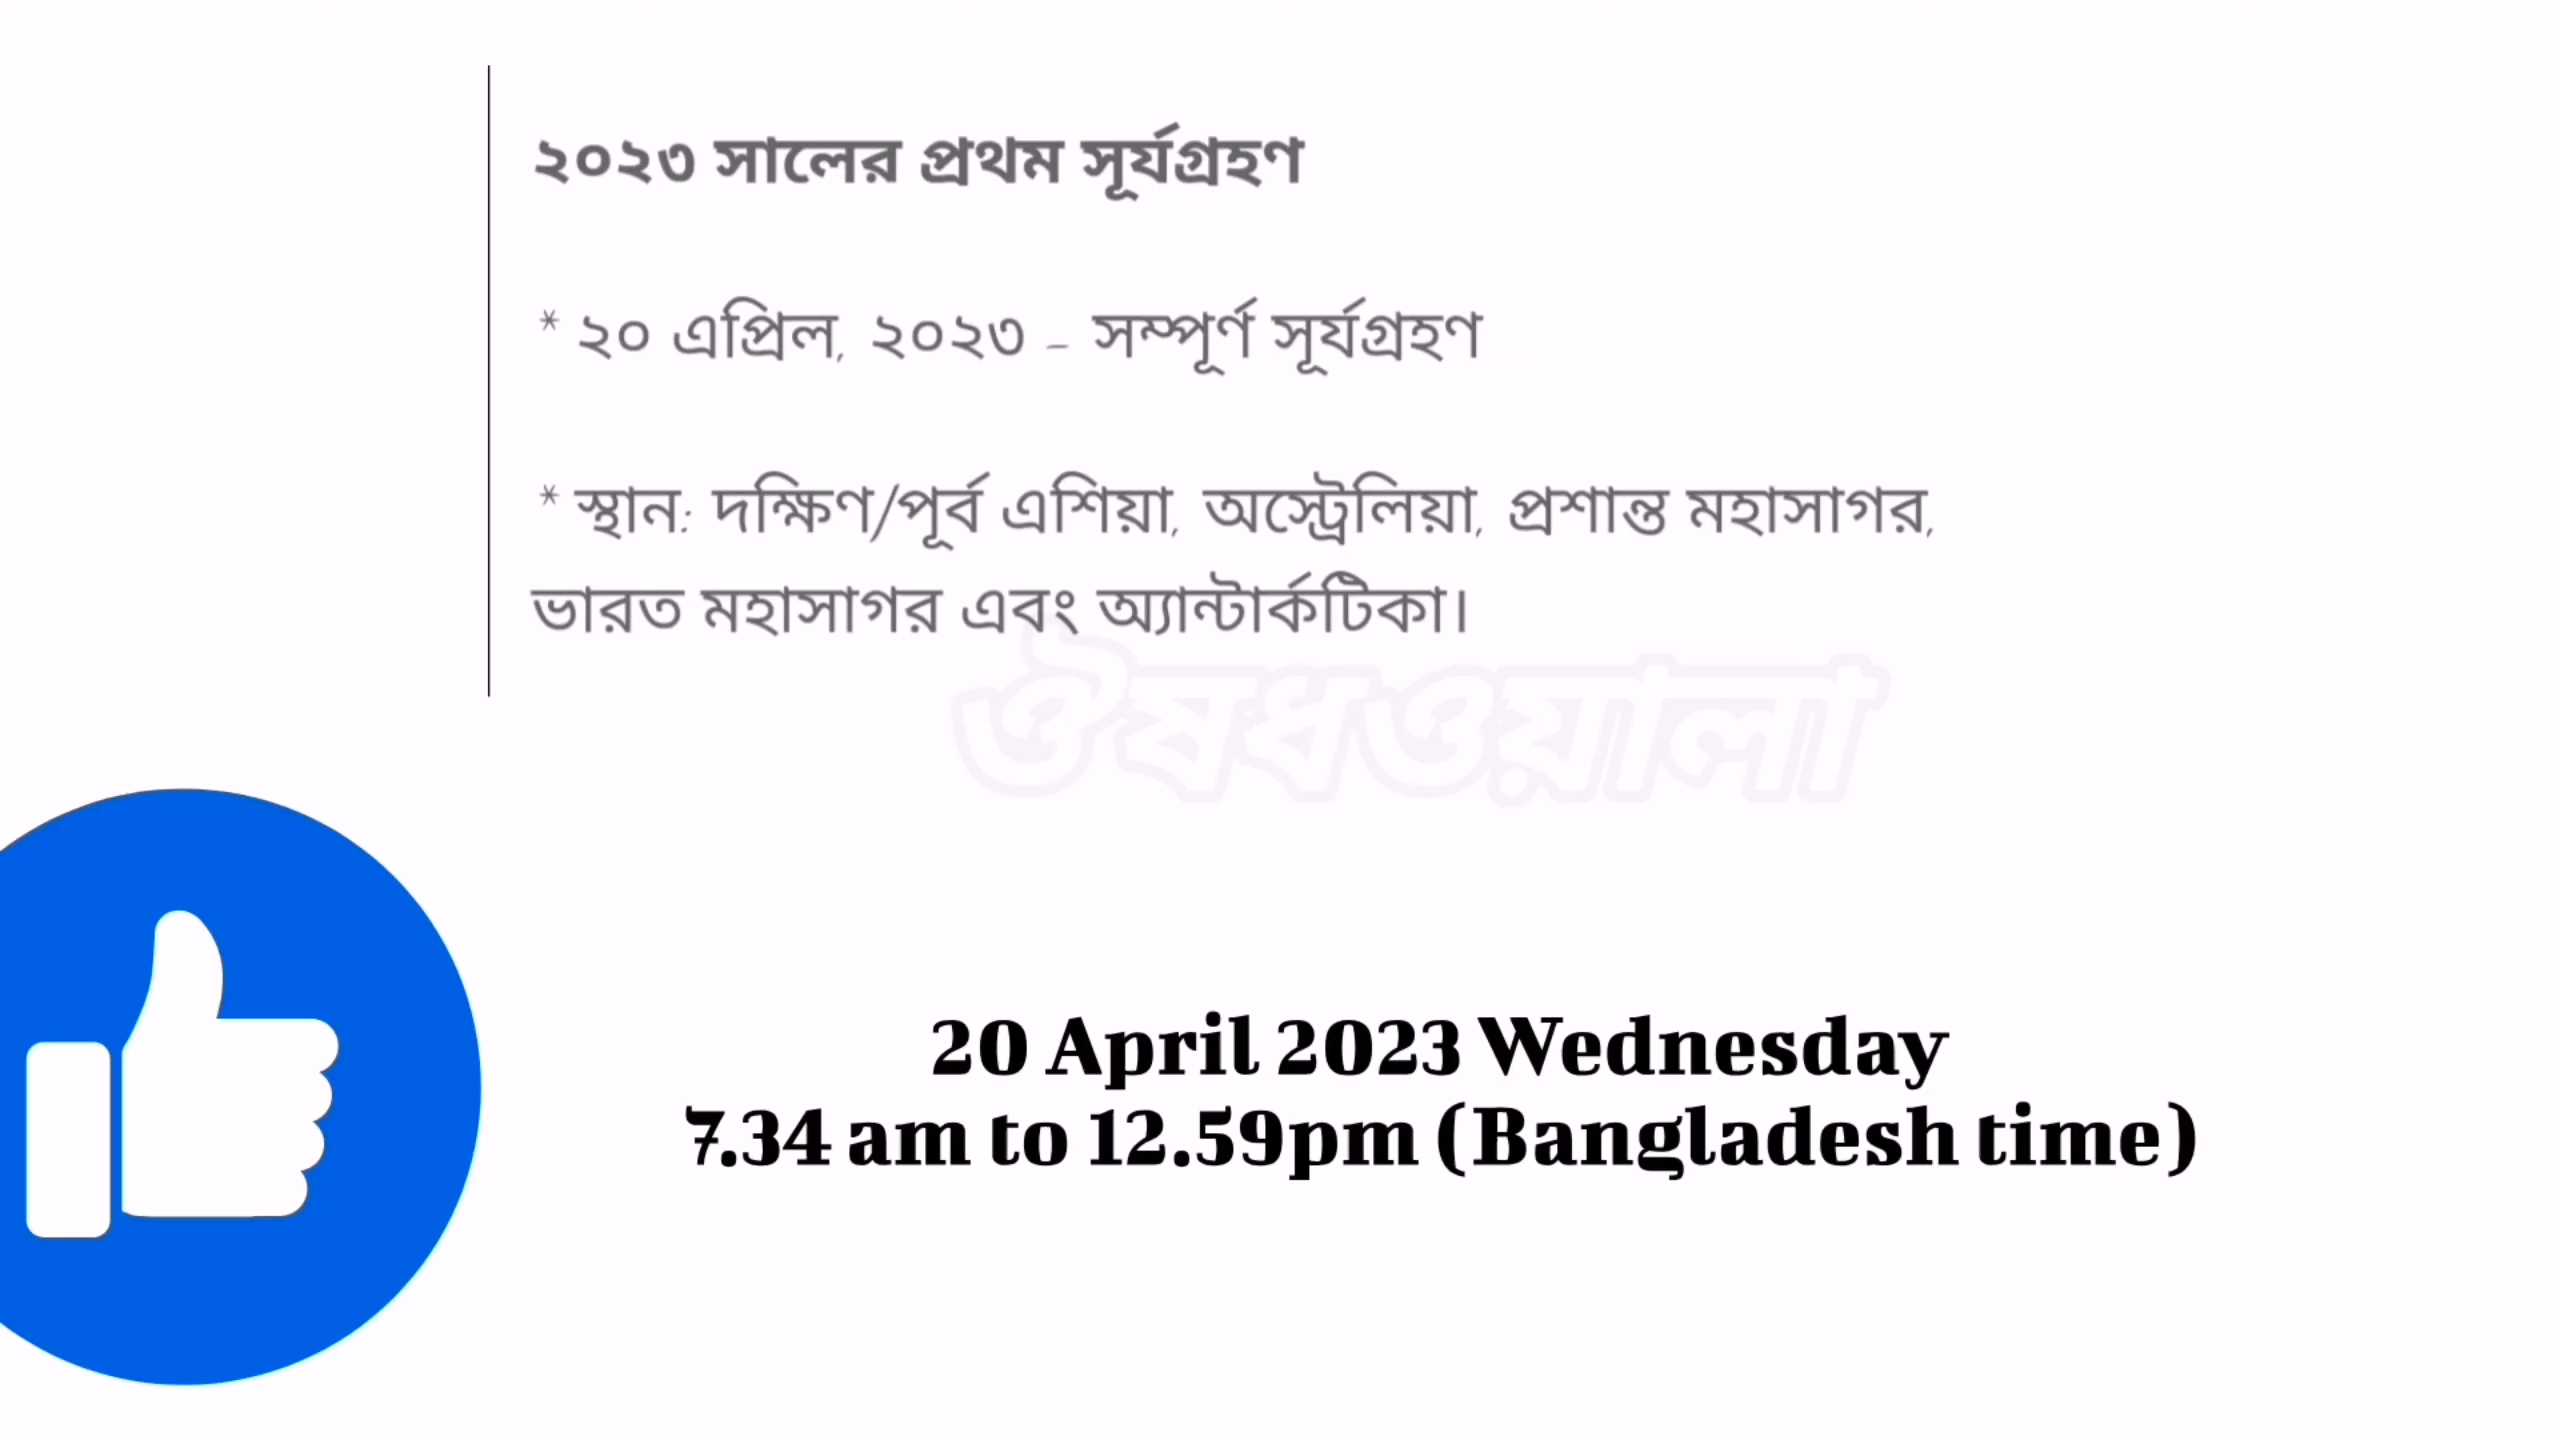 ২০২৩ সালের প্রথম সূর্যগ্রহণ
* ২০ এপ্রিল, ২০২৩ - সম্পূর্ণ সূর্যগ্রহণ
* স্থান: দক্ষিণ/পূর্ব এশিয়া, অস্ট্রেলিয়া, প্রশান্ত মহাসাগর,
ভারত মহাসাগর এবং অ্যান্টার্কটিকা।
ঔষধওয়ালা
20 April 2023 Wednesday
7.34 am to 12.59pm (Bangladesh time)